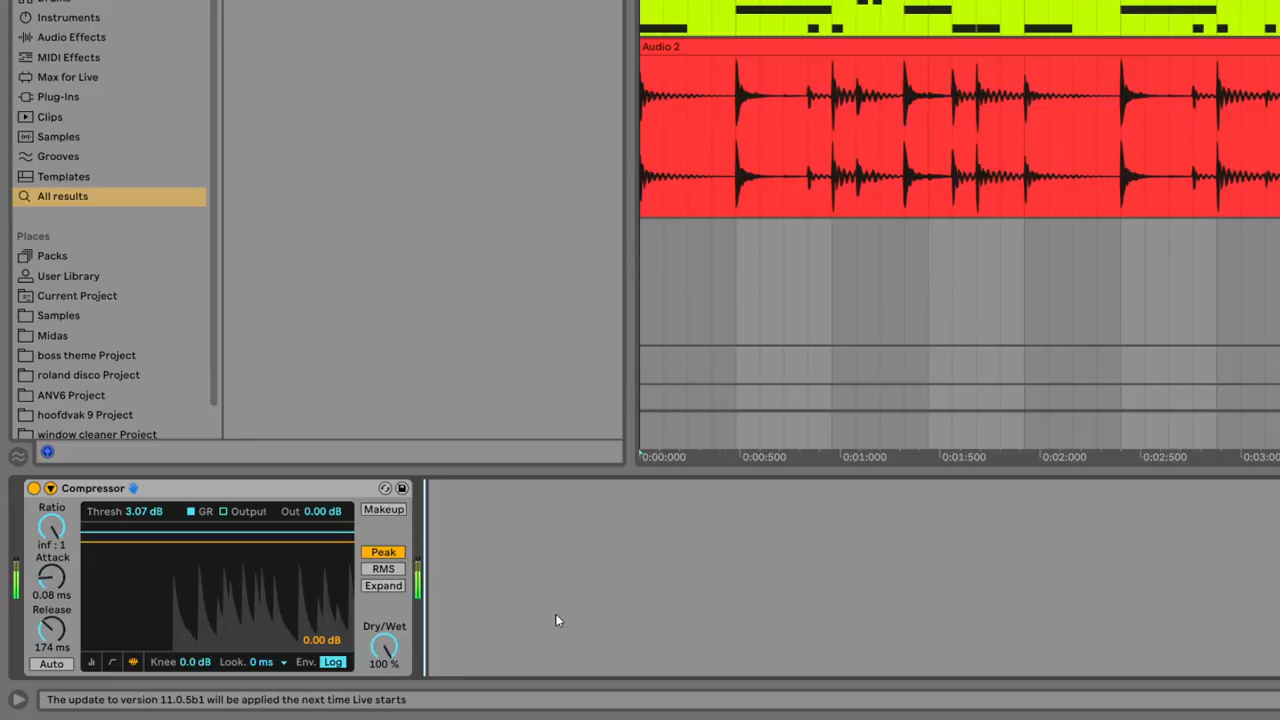 Instruments
Audio Effects
MIDI Effects
Max for Live
Plug-Ins
Clips
Samples
Grooves
Templates
All results
Places
Packs
User Library
Current Project
Samples
Midas
boss theme Project
roland disco Project
ANV6 Project
hoofdvak 9 Project
window cleaner Project
Audio 2
0:00:000 0:00:500 0:01:000 0:01:500 0:02:000 0:02:500 0:03:00
Compressor
Ratio
inf : 1
Attack
0.08 ms
Release
174 ms
Auto
Thresh 3.07 dB GR Output Out 0.00 dB
0.00 dB
Knee 0.0 dB Look. 0 ms Env. Log
Makeup
Peak
RMS
Expand
Dry/Wet
100 %
The update to version 11.0.5b1 will be applied the next time Live starts